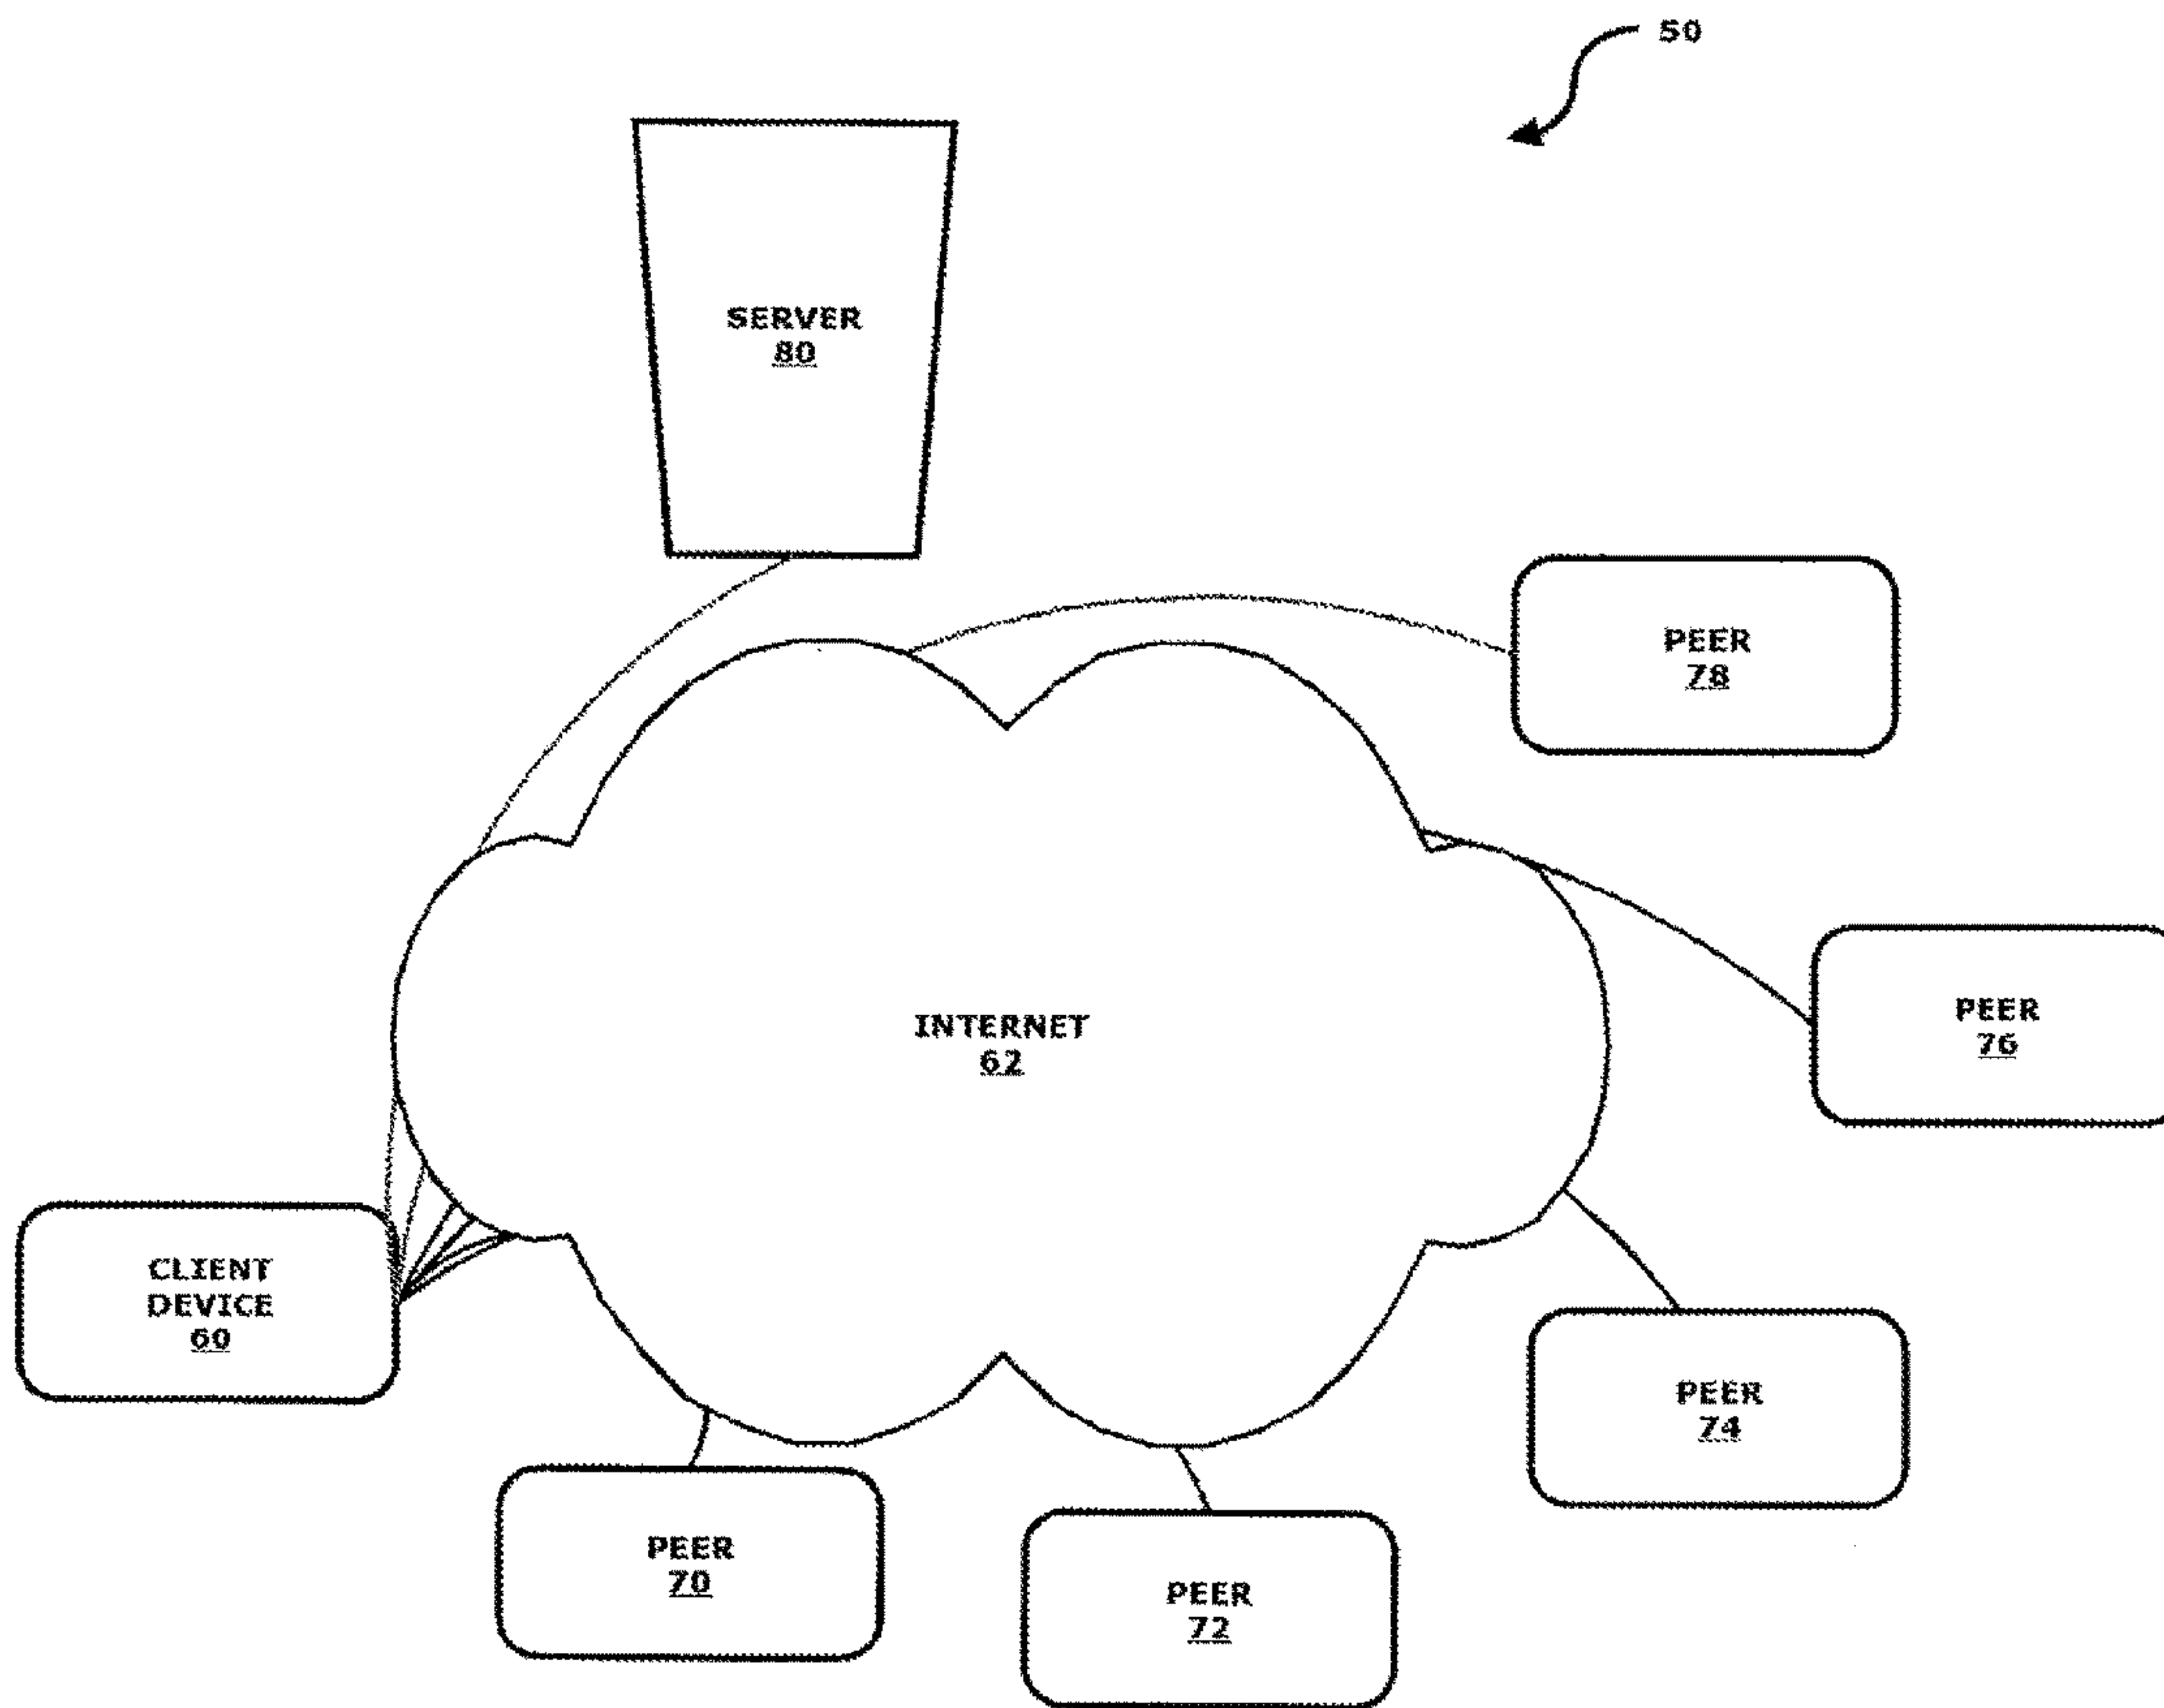 50
SERVER
80
PEER
78
INTERNET
62
PEER
76
CLIENT
DEVICE
60
PEER
74
PEER
70
PEER
72